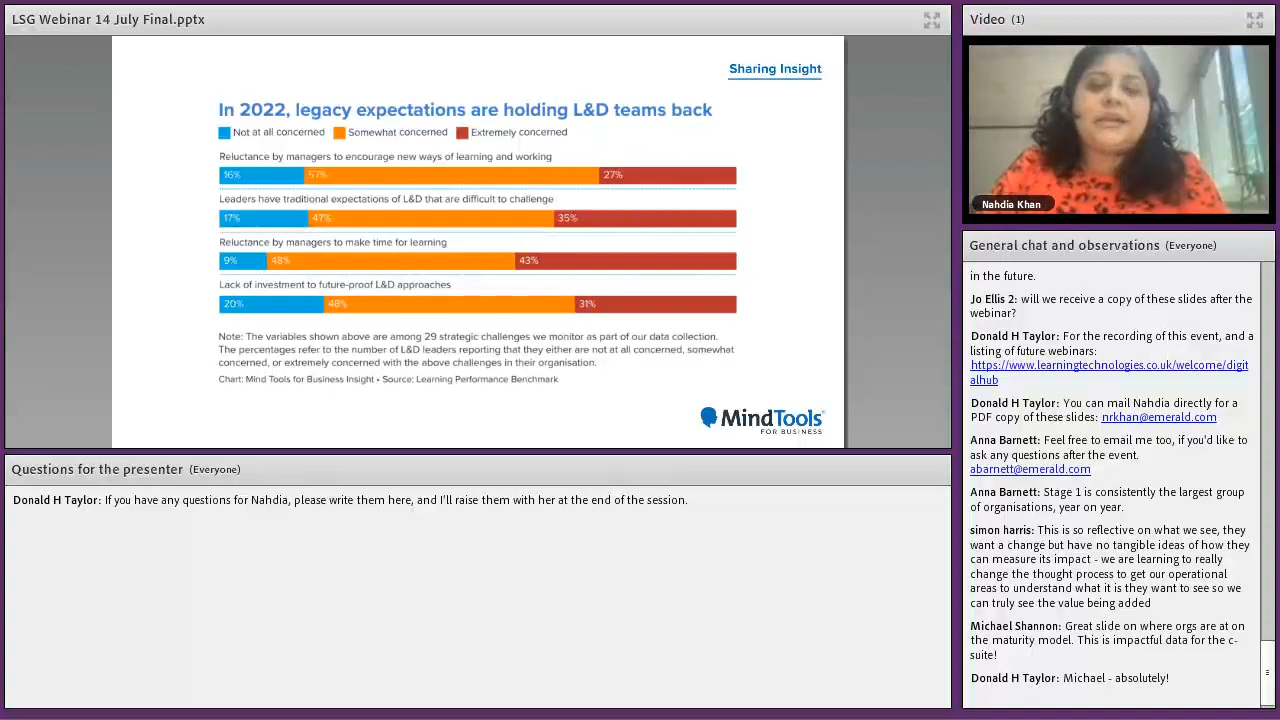 LSG Webinar 14 July Final.pptx
Sharing Insight
In 2022, legacy expectations are holding L&D teams back
Not at all concerned Somewhat concerned Extremely concerned
Reluctance by managers to encourage new ways of learning and working
16% 57% 27%
Leaders have traditional expectations of L&D that are difficult to challenge
17% 47% 35%
Reluctance by managers to make time for learning
9% 48% 43%
Lack of investment to future-proof L&D approaches
20% 48% 31%
Note: The variables shown above are among 29 strategic challenges we monitor as part of our data collection.
The percentages refer to the number of L&D leaders reporting that they either are not at all concerned, somewhat
concerned, or extremely concerned with the above challenges in their organisation.
Chart: Mind Tools for Business Insight • Source: Learning Performance Benchmark
MindTools
FOR BUSINESS
Questions for the presenter (Everyone)
Donald H Taylor: If you have any questions for Nahdia, please write them here, and I'll raise them with her at the end of the session.
Video (1)
Nahdia Khan
General chat and observations (Everyone)
in the future.
Jo Ellis 2: will we receive a copy of these slides after the
webinar?
Donald H Taylor: For the recording of this event, and a
listing of future webinars:
https://www.learningtechnologies.co.uk/welcome/digit
alhub
Donald H Taylor: You can mail Nahdia directly for a
PDF copy of these slides: nrkhan@emerald.com
Anna Barnett: Feel free to email me too, if you'd like to
ask any questions after the event.
abarnett@emerald.com
Anna Barnett: Stage 1 is consistently the largest group
of organisations, year on year.
simon harris: This is so reflective on what we see, they
want a change but have no tangible ideas of how they
can measure its impact - we are learning to really
change the thought process to get our operational
areas to understand what it is they want to see so we
can truly see the value being added
Michael Shannon: Great slide on where orgs are at on
the maturity model. This is impactful data for the c-
suite!
Donald H Taylor: Michael - absolutely!